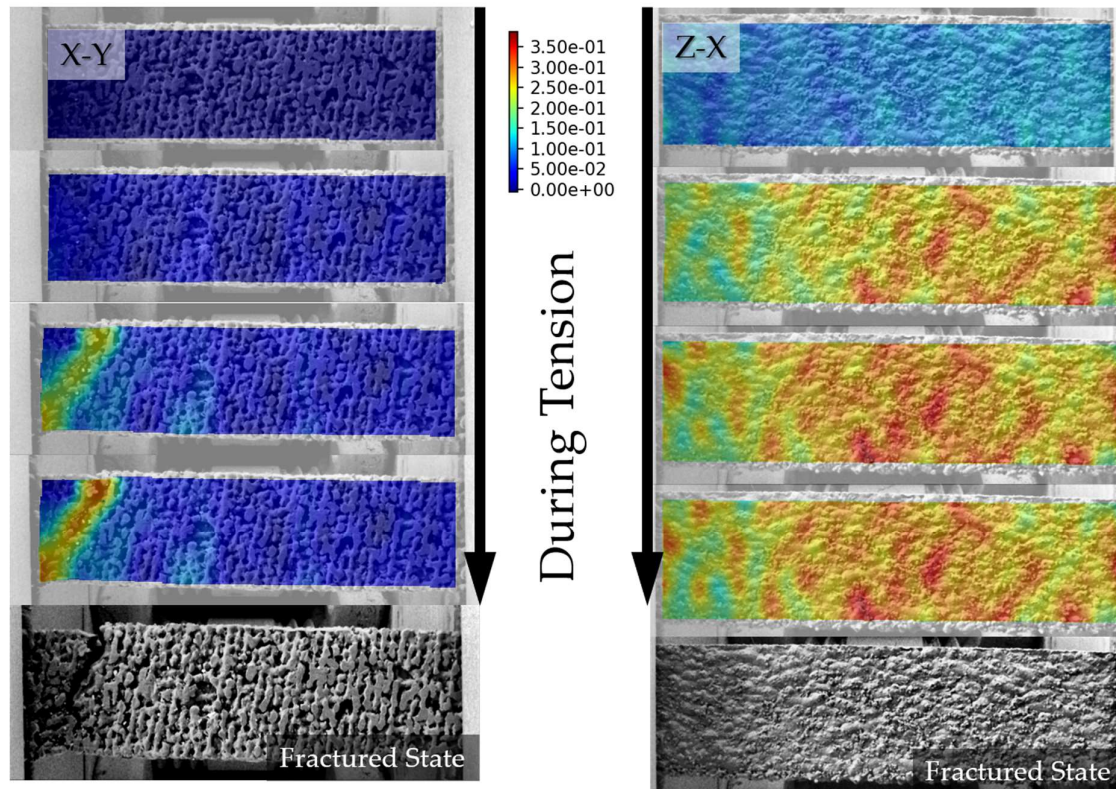 X-Y
3.50e-01
3.00e-01
2.50e-01
2.00e-01
1.50e-01
1.00e-01
5.00e-02
0.00e+00
During Tension
Z-X
Fractured State
Fractured State